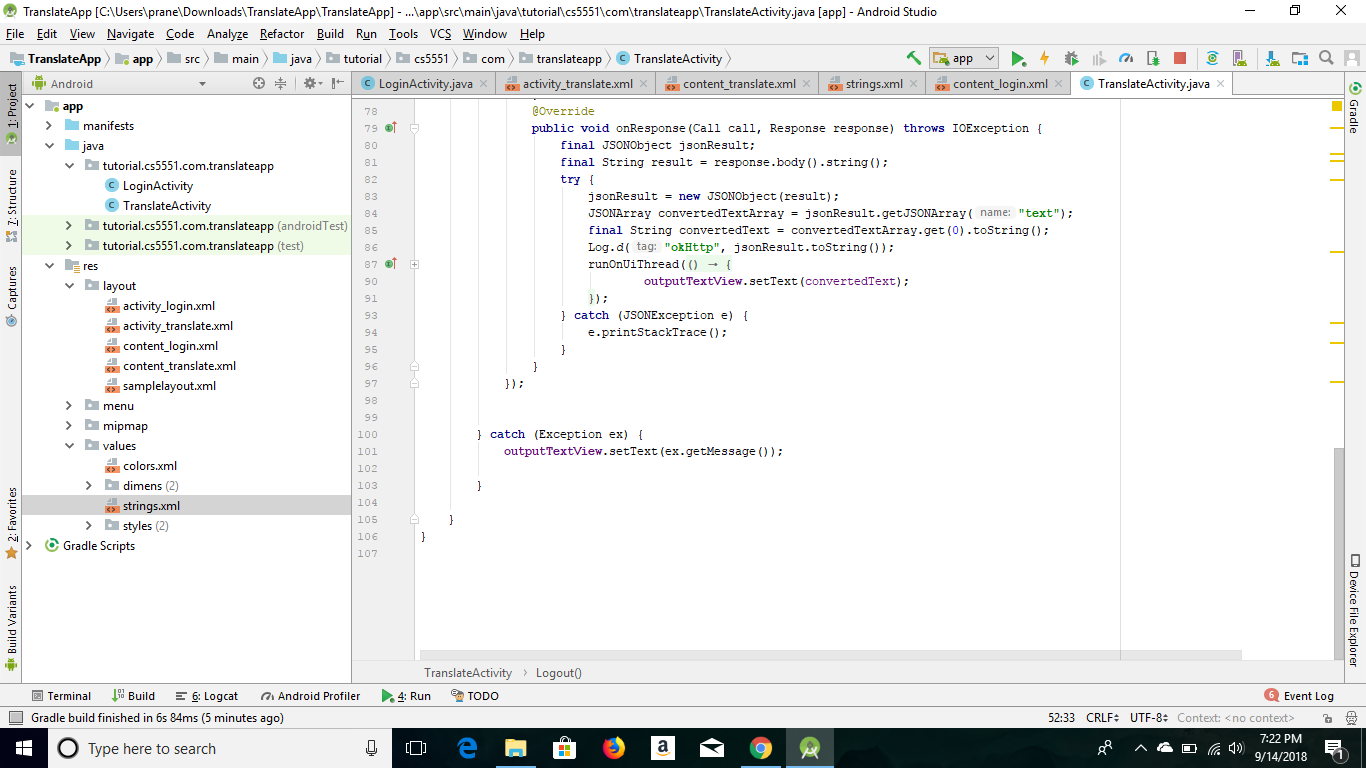 TranslateApp [C:\Users\prane\Downloads\TranslateApp\TranslateApp] - ...\app\src\main\java\tutorial\cs5551\com\translateapp\TranslateActivity.java [app] - Android Studio
File Edit View Navigate Code Analyze Refactor Build Run Tools VCS Window Help
TranslateApp app src main java tutorial cs5551 com translateapp TranslateActivity app
Android
LoginActivity.java activity_translate.xml content_translate.xml strings.xml content_login.xml TranslateActivity.java
1: Project
7: Structure
Captures
2: Favorites
Build Variants
app
manifests
java
tutorial.cs5551.com.translateapp
LoginActivity
TranslateActivity
tutorial.cs5551.com.translateapp (androidTest)
tutorial.cs5551.com.translateapp (test)
res
layout
activity_login.xml
activity_translate.xml
content_login.xml
content_translate.xml
samplelayout.xml
menu
mipmap
values
colors.xml
dimens (2)
strings.xml
styles (2)
Gradle Scripts
78 @Override
79 public void onResponse(Call call, Response response) throws IOException {
80 final JSONObject jsonResult;
81 final String result = response.body().string();
82 try {
83 jsonResult = new JSONObject(result);
84 JSONArray convertedTextArray = jsonResult.getJSONArray( name: "text");
85 final String convertedText = convertedTextArray.get(0).toString();
86 Log.d( tag: "okHttp", jsonResult.toString());
87 runOnUiThread(() → {
90 outputTextView.setText(convertedText);
91 });
93 } catch (JSONException e) {
94 e.printStackTrace();
95 }
96 }
97 });
98
99
100 } catch (Exception ex) {
101 outputTextView.setText(ex.getMessage());
102
103 }
104
105 }
106 }
107
Gradle
Device File Explorer
TranslateActivity › Logout()
Terminal Build 6: Logcat Android Profiler 4: Run TODO 6 Event Log
Gradle build finished in 6s 84ms (5 minutes ago) 52:33 CRLF UTF-8 Context: <no context>
Type here to search
7:22 PM
9/14/2018
1